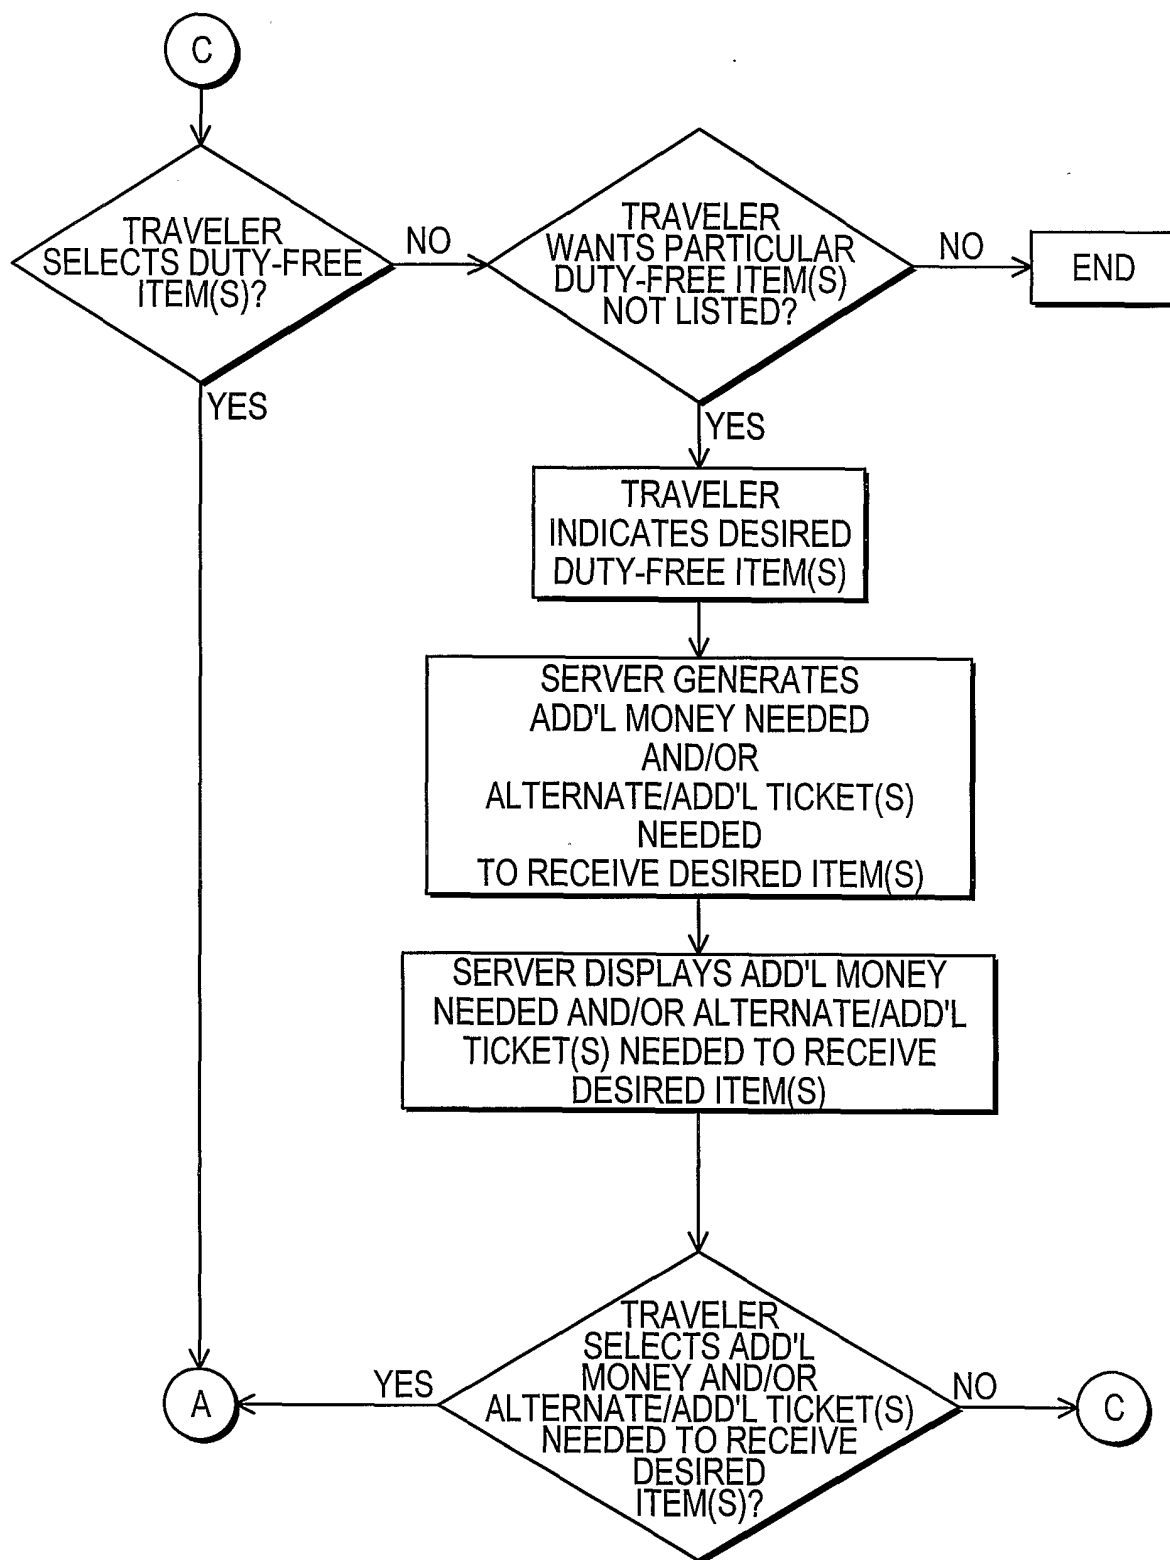 C
TRAVELER
SELECTS DUTY-FREE
ITEM(S)?
NO
TRAVELER
WANTS PARTICULAR
DUTY-FREE ITEM(S)
NOT LISTED?
NO
END
YES
YES
TRAVELER
INDICATES DESIRED
DUTY-FREE ITEM(S)
SERVER GENERATES
ADD'L MONEY NEEDED
AND/OR
ALTERNATE/ADD'L TICKET(S)
NEEDED
TO RECEIVE DESIRED ITEM(S)
SERVER DISPLAYS ADD'L MONEY
NEEDED AND/OR ALTERNATE/ADD'L
TICKET(S) NEEDED TO RECEIVE
DESIRED ITEM(S)
TRAVELER
SELECTS ADD'L
MONEY AND/OR
ALTERNATE/ADD'L TICKET(S)
NEEDED TO RECEIVE
DESIRED
ITEM(S)?
YES
A
NO
C